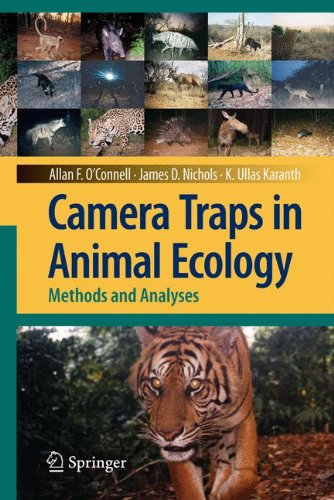 Allan F. O'Connell · James D. Nichols · K. Ullas Karanth
Camera Traps in
Animal Ecology
Methods and Analyses
Springer